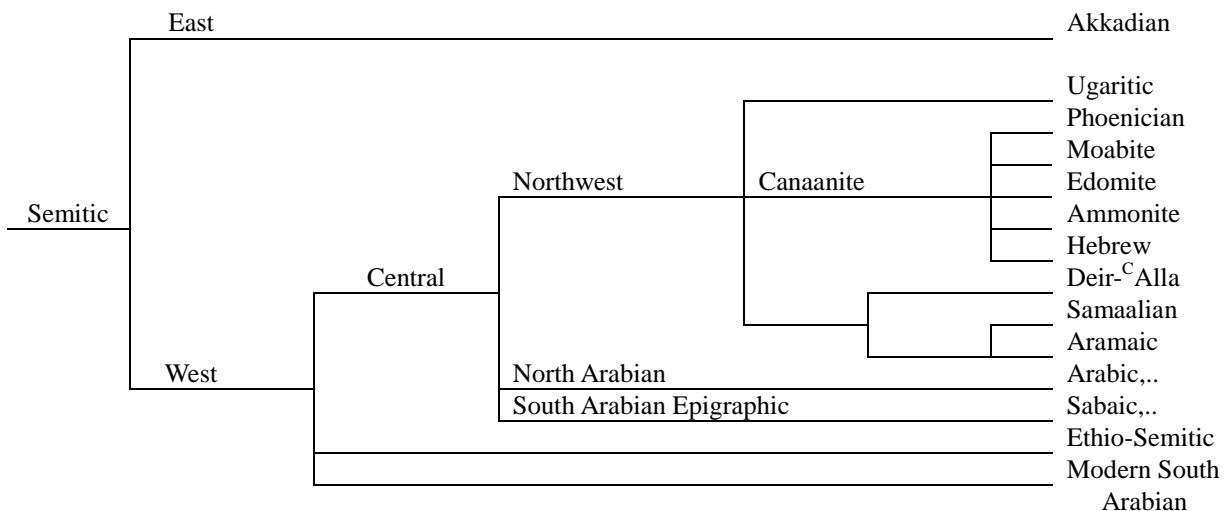 East
Akkadian
Ugaritic
Phoenician
Moabite
Northwest
Canaanite
Edomite
Semitic
Ammonite
Hebrew
Central
Deir-ᶜAlla
Samaalian
Aramaic
West
North Arabian
Arabic,..
South Arabian Epigraphic
Sabaic,..
Ethio-Semitic
Modern South
Arabian